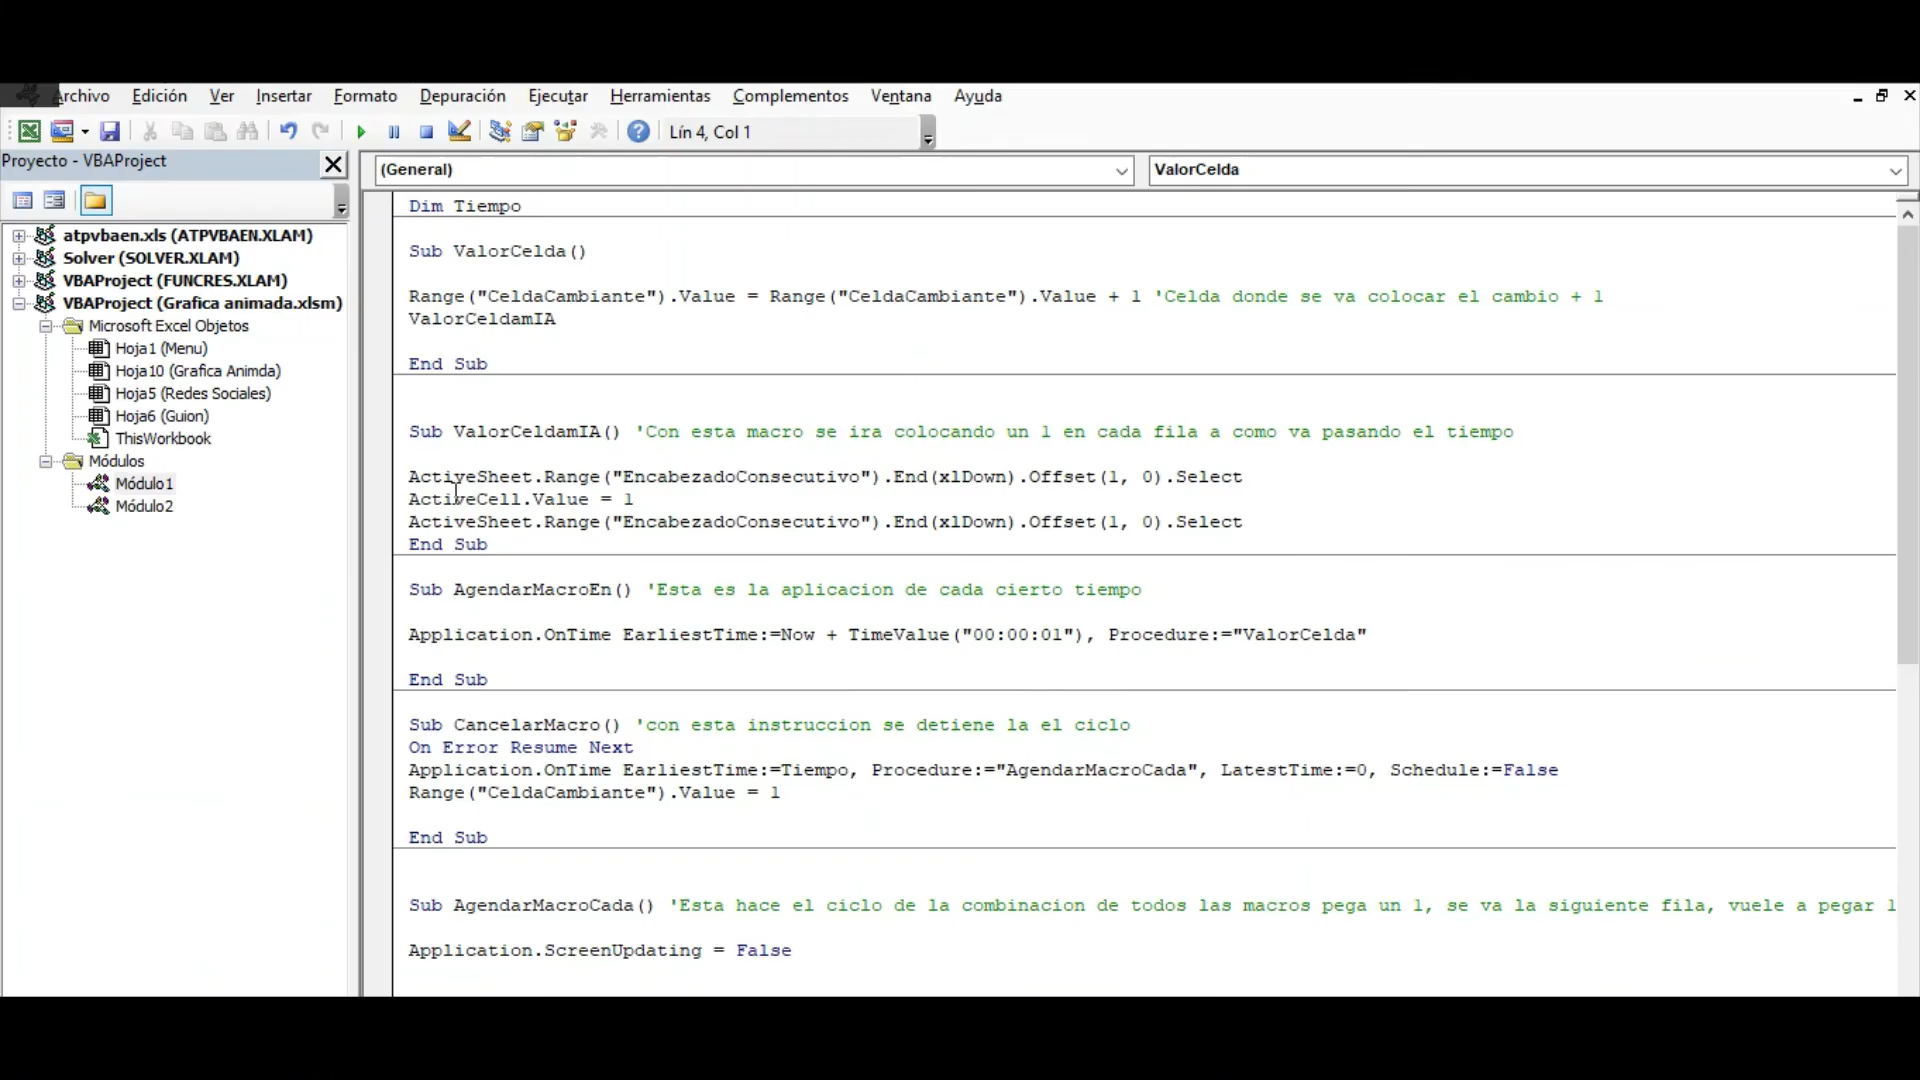 Archivo Edición Ver Insertar Formato Depuración Ejecutar Herramientas Complementos Ventana Ayuda
Lín 4, Col 1
Proyecto - VBAProject
(General)
ValorCelda
atpvbaen.xls (ATPVBAEN.XLAM)
Solver (SOLVER.XLAM)
VBAProject (FUNCRES.XLAM)
VBAProject (Grafica animada.xlsm)
Microsoft Excel Objetos
Hoja1 (Menu)
Hoja10 (Grafica Animda)
Hoja5 (Redes Sociales)
Hoja6 (Guion)
ThisWorkbook
Módulos
Módulo1
Módulo2
Dim Tiempo
Sub ValorCelda()
Range("CeldaCambiante").Value = Range("CeldaCambiante").Value + 1 'Celda donde se va colocar el cambio + 1
ValorCeldamIA
End Sub
Sub ValorCeldamIA() 'Con esta macro se ira colocando un 1 en cada fila a como va pasando el tiempo
ActiveSheet.Range("EncabezadoConsecutivo").End(xlDown).Offset(1, 0).Select
ActiveCell.Value = 1
ActiveSheet.Range("EncabezadoConsecutivo").End(xlDown).Offset(1, 0).Select
End Sub
Sub AgendarMacroEn() 'Esta es la aplicacion de cada cierto tiempo
Application.OnTime EarliestTime:=Now + TimeValue("00:00:01"), Procedure:="ValorCelda"
End Sub
Sub CancelarMacro() 'con esta instruccion se detiene la el ciclo
On Error Resume Next
Application.OnTime EarliestTime:=Tiempo, Procedure:="AgendarMacroCada", LatestTime:=0, Schedule:=False
Range("CeldaCambiante").Value = 1
End Sub
Sub AgendarMacroCada() 'Esta hace el ciclo de la combinacion de todos las macros pega un 1, se va la siguiente fila, vuele a pegar 1
Application.ScreenUpdating = False